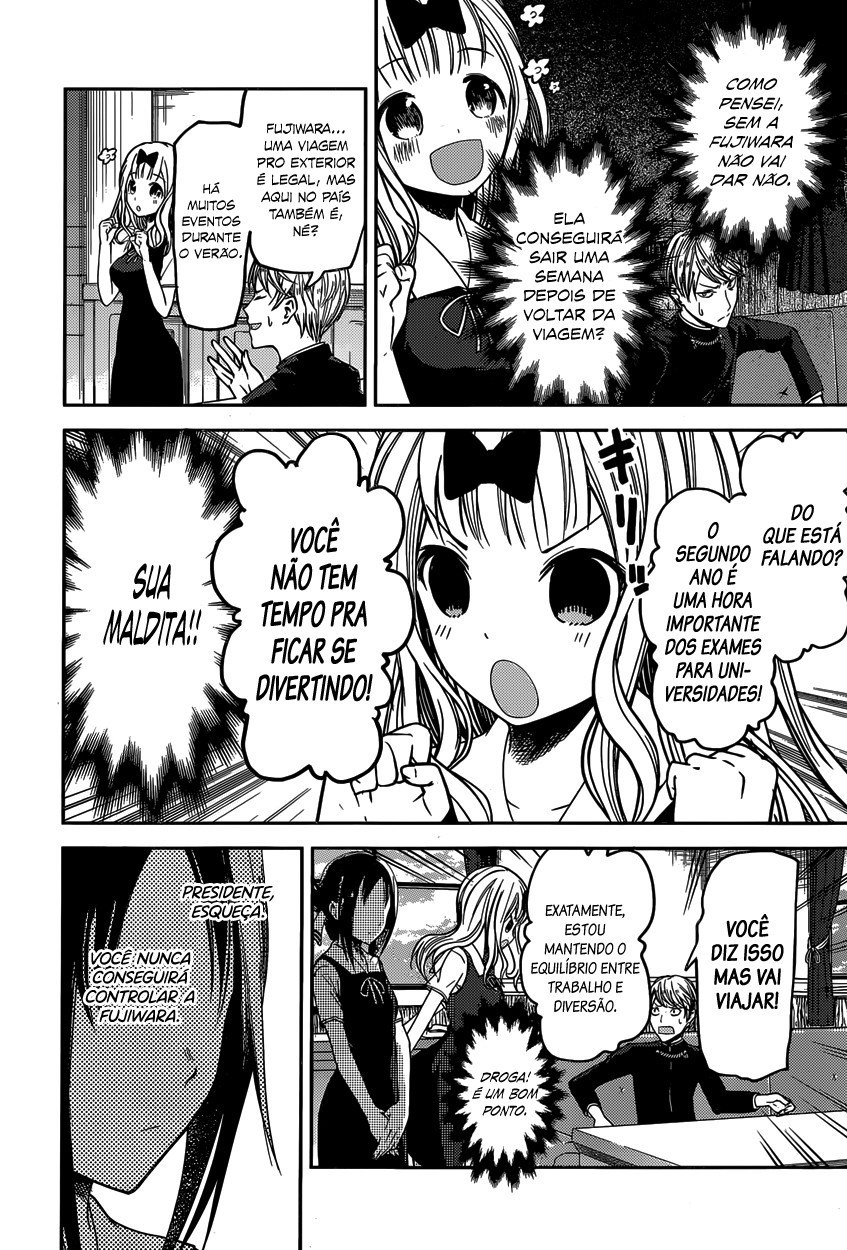 COMO
PENSEI,
SEM A
FUJIWARA
NÃO VAI
DAR NÃO.
ELA
CONSEGUIRÁ
SAIR UMA
SEMANA
DEPOIS DE
VOLTAR DA
VIAGEM?
FUJIWARA...
UMA VIAGEM
PRO EXTERIOR
É LEGAL, MAS
AQUI NO PAÍS
TAMBÉM É,
NÉ?
HÁ
MUITOS
EVENTOS
DURANTE
O VERÃO.
DO
QUE ESTÁ
FALANDO?
O
SEGUNDO
ANO É
UMA HORA
IMPORTANTE
DOS EXAMES
PARA UNI-
VERSIDADES!
キリッ
VOCÊ
NÃO TEM
TEMPO PRA
FICAR SE
DIVERTINDO!
SUA
MALDITA!!
VOCÊ
DIZ ISSO
MAS VAI
VIAJAR!
EXATAMENTE,
ESTOU
MANTENDO O
EQUILÍBRIO ENTRE
TRABALHO E
DIVERSÃO.
DROGA!
É UM BOM
PONTO.
PRESIDENTE,
ESQUEÇA.
VOCÊ NUNCA
CONSEGUIRÁ
CONTROLAR A
FUJIWARA.